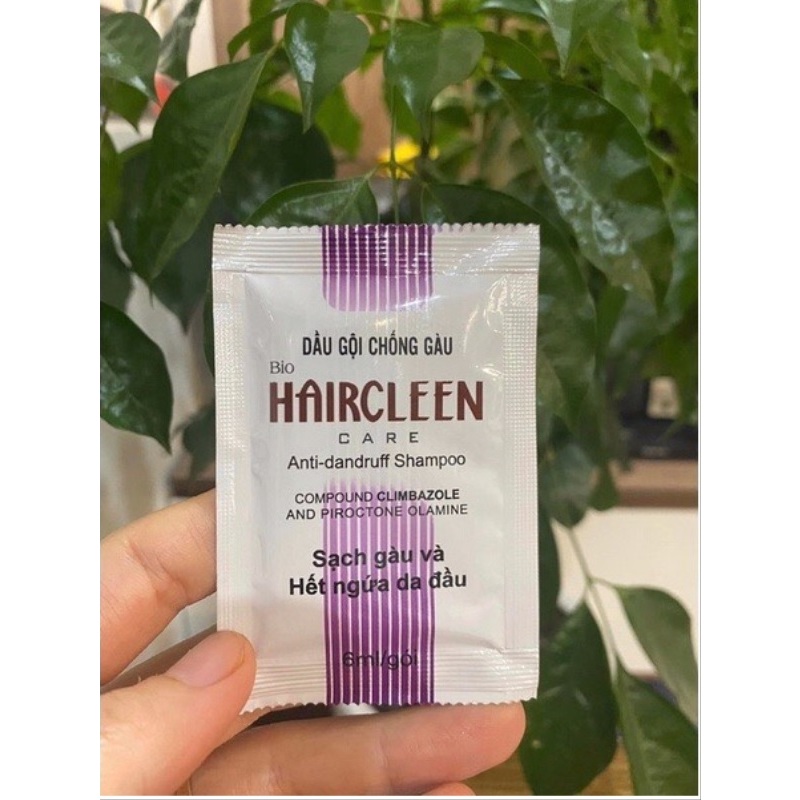 DẦU GỘI CHỐNG GÀU
Bio
HAIRCLEEN
CARE
Anti-dandruff Shampoo
COMPOUND CLIMBAZOLE
AND PIROCTONE OLAMINE
Sạch gàu và
Hết ngứa da đầu
6ml/gói